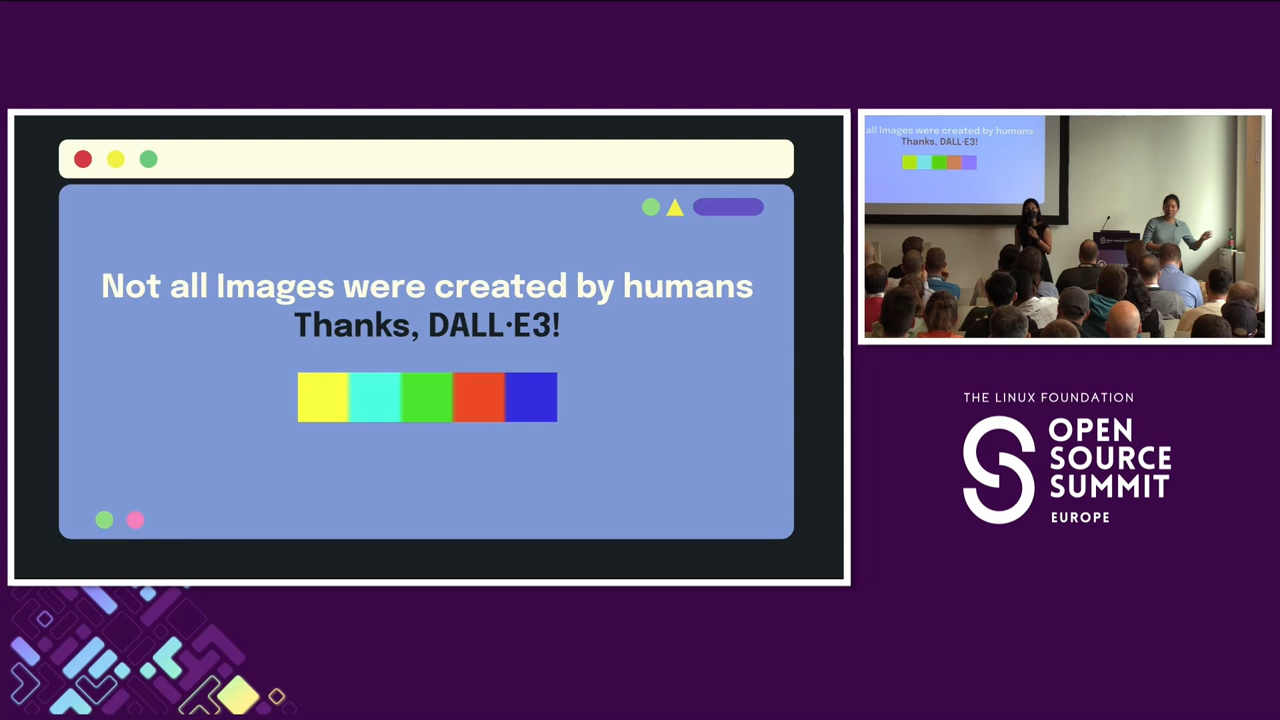 Not all Images were created by humans
Thanks, DALL·E3!
all Images were created by humans
Thanks, DALL·E3!
THE LINUX FOUNDATION
OPEN
SOURCE
SUMMIT
EUROPE